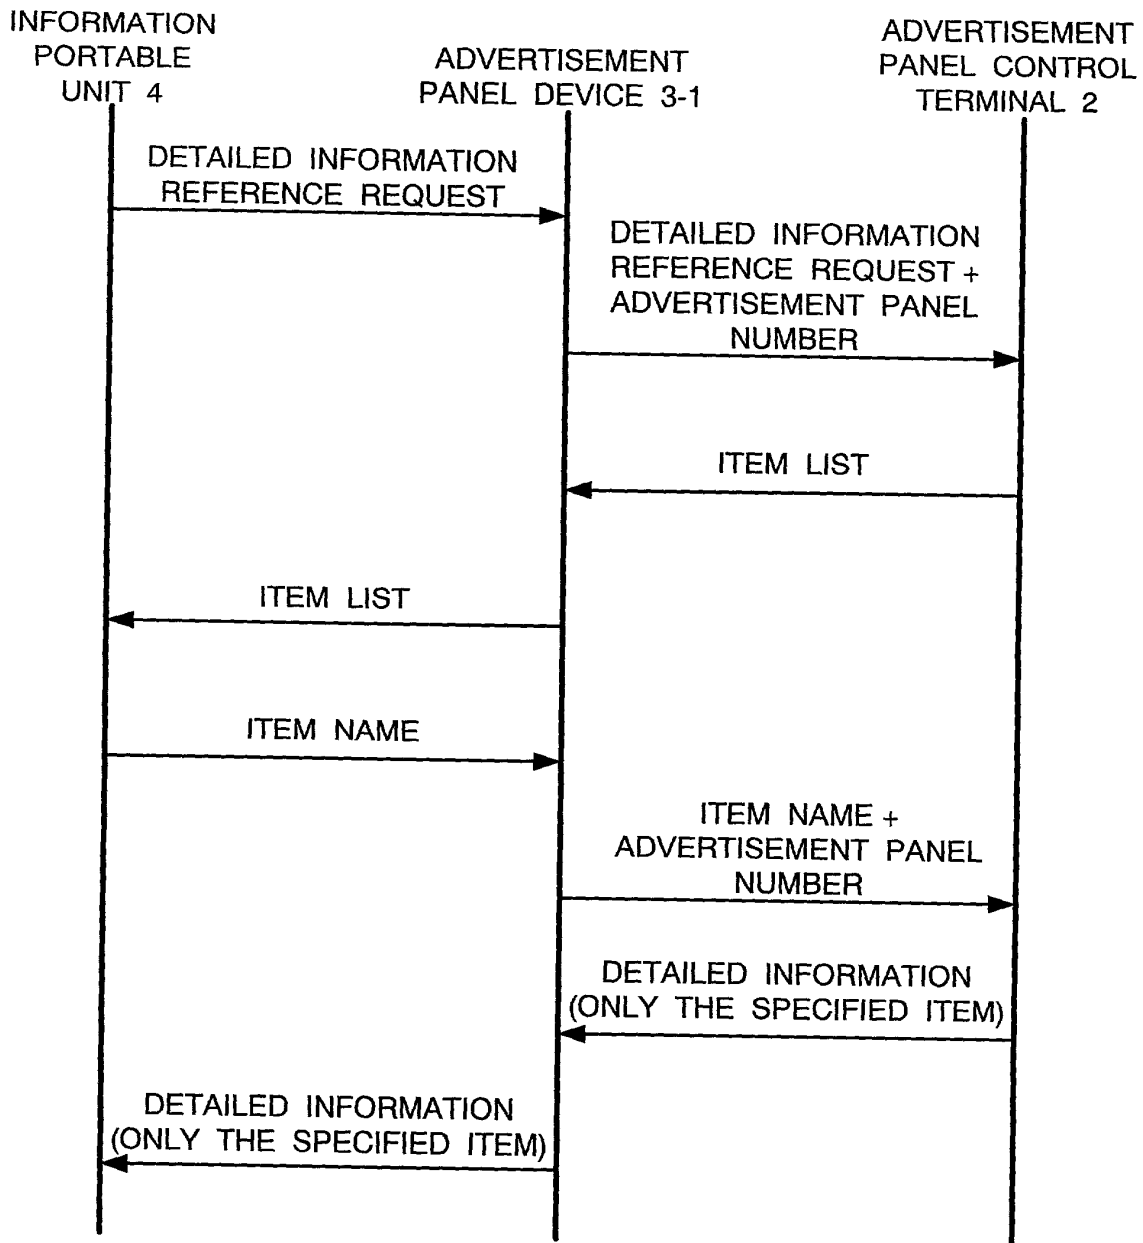 INFORMATION
PORTABLE
UNIT 4
ADVERTISEMENT
PANEL DEVICE 3-1
ADVERTISEMENT
PANEL CONTROL
TERMINAL 2
DETAILED INFORMATION
REFERENCE REQUEST
DETAILED INFORMATION
REFERENCE REQUEST +
ADVERTISEMENT PANEL
NUMBER
ITEM LIST
ITEM LIST
ITEM NAME
ITEM NAME +
ADVERTISEMENT PANEL
NUMBER
DETAILED INFORMATION
(ONLY THE SPECIFIED ITEM)
DETAILED INFORMATION
(ONLY THE SPECIFIED ITEM)